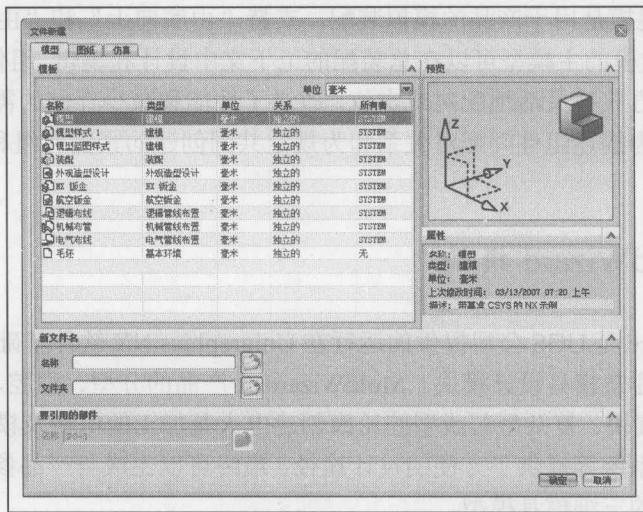 文件新建
模型 图纸 仿真
模板
单位 毫米
名称 类型 单位 关系 所有者
模型 建模 毫米 独立的 SYSTEM
模型样式 1 建模 毫米 独立的 SYSTEM
模型蓝图样式 建模 毫米 独立的 SYSTEM
装配 装配 毫米 独立的 SYSTEM
外观造型设计 外观造型设计 毫米 独立的 SYSTEM
NX 钣金 NX 钣金 毫米 独立的 SYSTEM
航空钣金 航空钣金 毫米 独立的 SYSTEM
逻辑布线 逻辑管线布置 毫米 独立的 SYSTEM
机械布管 机械管线布置 毫米 独立的 SYSTEM
电气布线 电气管线布置 毫米 独立的 SYSTEM
毛坯 基本环境 毫米 独立的 无
预览
Z
Y
X
属性
名称: 模型
类型: 建模
单位: 毫米
上次修改时间: 03/13/2007 07:20 上午
描述: 带基准 CSYS 的 NX 示例
新文件名
名称
文件夹
要引用的部件
名称 20-1
确定 取消